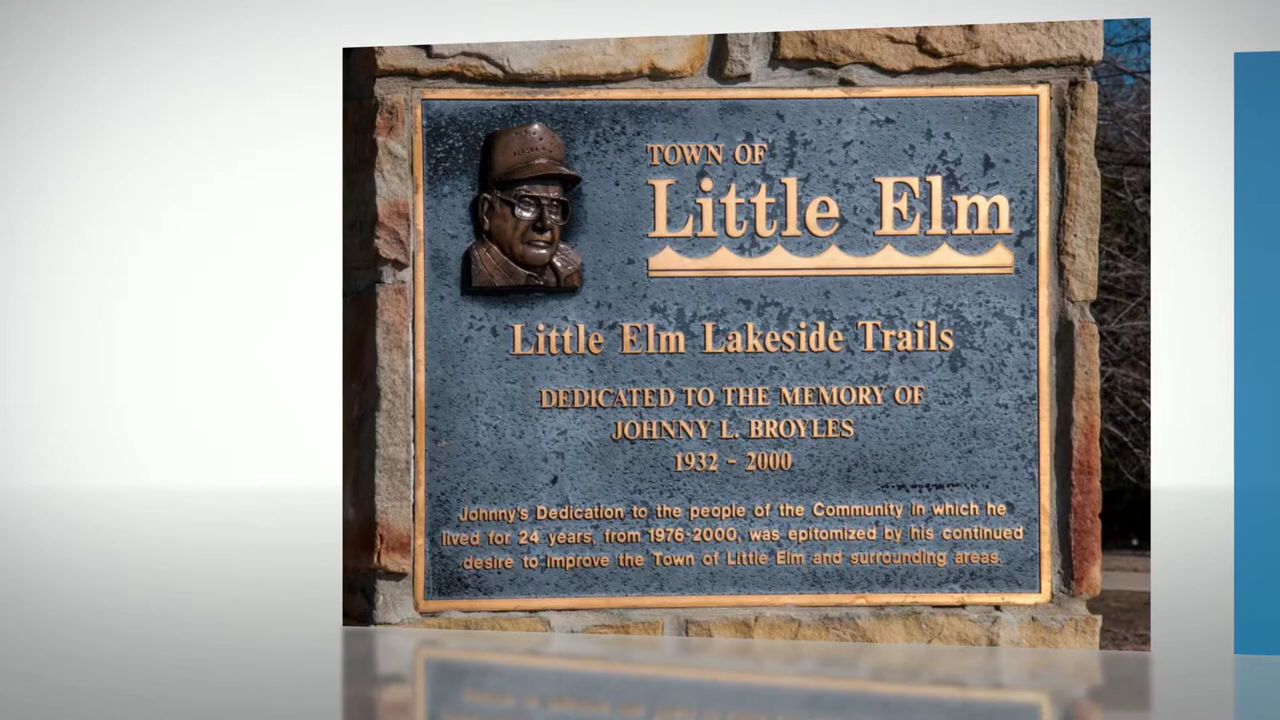 TOWN OF
Little Elm
Little Elm Lakeside Trails
DEDICATED TO THE MEMORY OF
JOHNNY L. BROYLES
1932 - 2000
Johnny's Dedication to the people of the Community in which he
lived for 24 years, from 1976-2000, was epitomized by his continued
desire to improve the Town of Little Elm and surrounding areas.